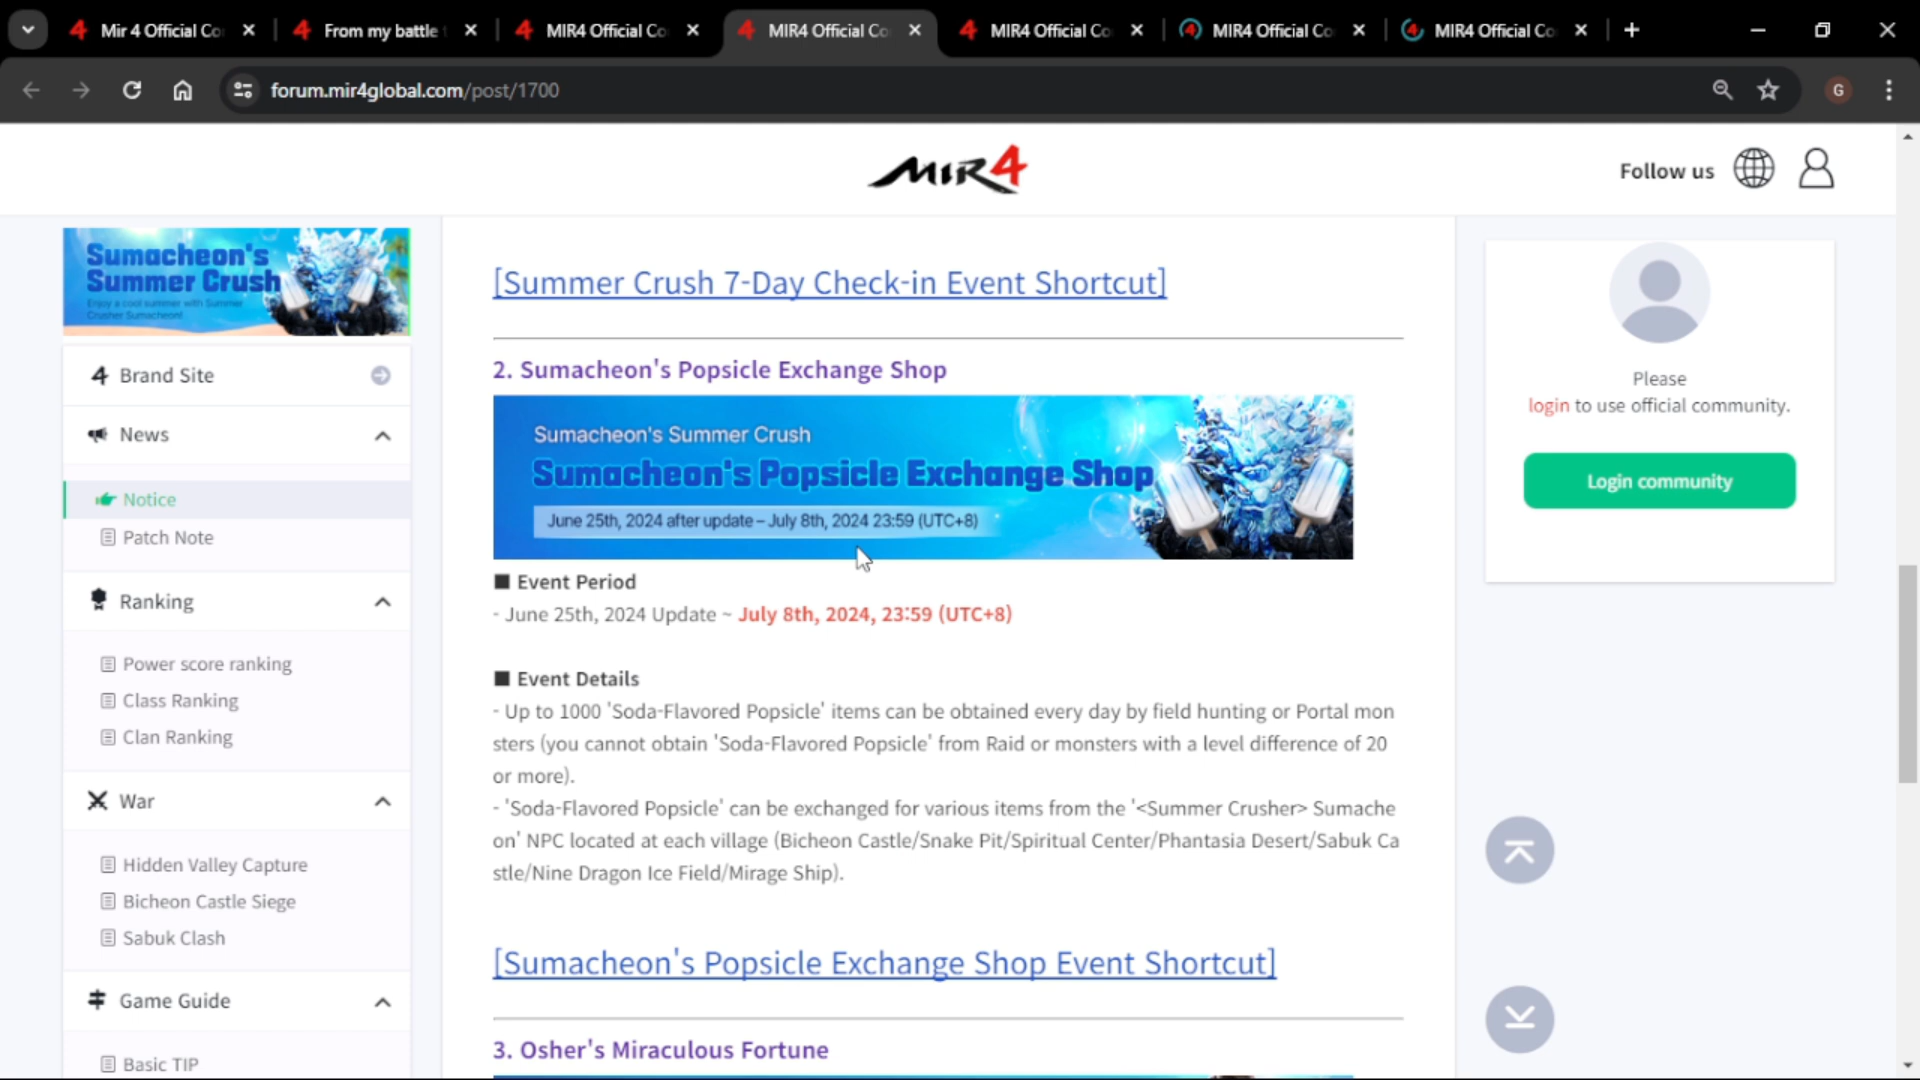 Mir 4 Official Co
From my battle
MIR4 Official Co
MIR4 Official Co
MIR4 Official Co
MIR4 Official Co
MIR4 Official Co
forum.mir4global.com/post/1700
G
MIR4
Follow us
Sumacheon's
Summer Crush
Enjoy a cool summer with Summer
Crusher Sumacheon!
Brand Site
News
Notice
Patch Note
Ranking
Power score ranking
Class Ranking
Clan Ranking
War
Hidden Valley Capture
Bicheon Castle Siege
Sabuk Clash
Game Guide
Basic TIP
[Summer Crush 7-Day Check-in Event Shortcut]
2. Sumacheon's Popsicle Exchange Shop
Sumacheon's Summer Crush
Sumacheon's Popsicle Exchange Shop
June 25th, 2024 after update – July 8th, 2024 23:59 (UTC+8)
■ Event Period
- June 25th, 2024 Update ~ July 8th, 2024, 23:59 (UTC+8)
■ Event Details
- Up to 1000 'Soda-Flavored Popsicle' items can be obtained every day by field hunting or Portal mon
sters (you cannot obtain 'Soda-Flavored Popsicle' from Raid or monsters with a level difference of 20
or more).
- 'Soda-Flavored Popsicle' can be exchanged for various items from the '<Summer Crusher> Sumache
on' NPC located at each village (Bicheon Castle/Snake Pit/Spiritual Center/Phantasia Desert/Sabuk Ca
stle/Nine Dragon Ice Field/Mirage Ship).
[Sumacheon's Popsicle Exchange Shop Event Shortcut]
3. Osher's Miraculous Fortune
Please
login to use official community.
Login community